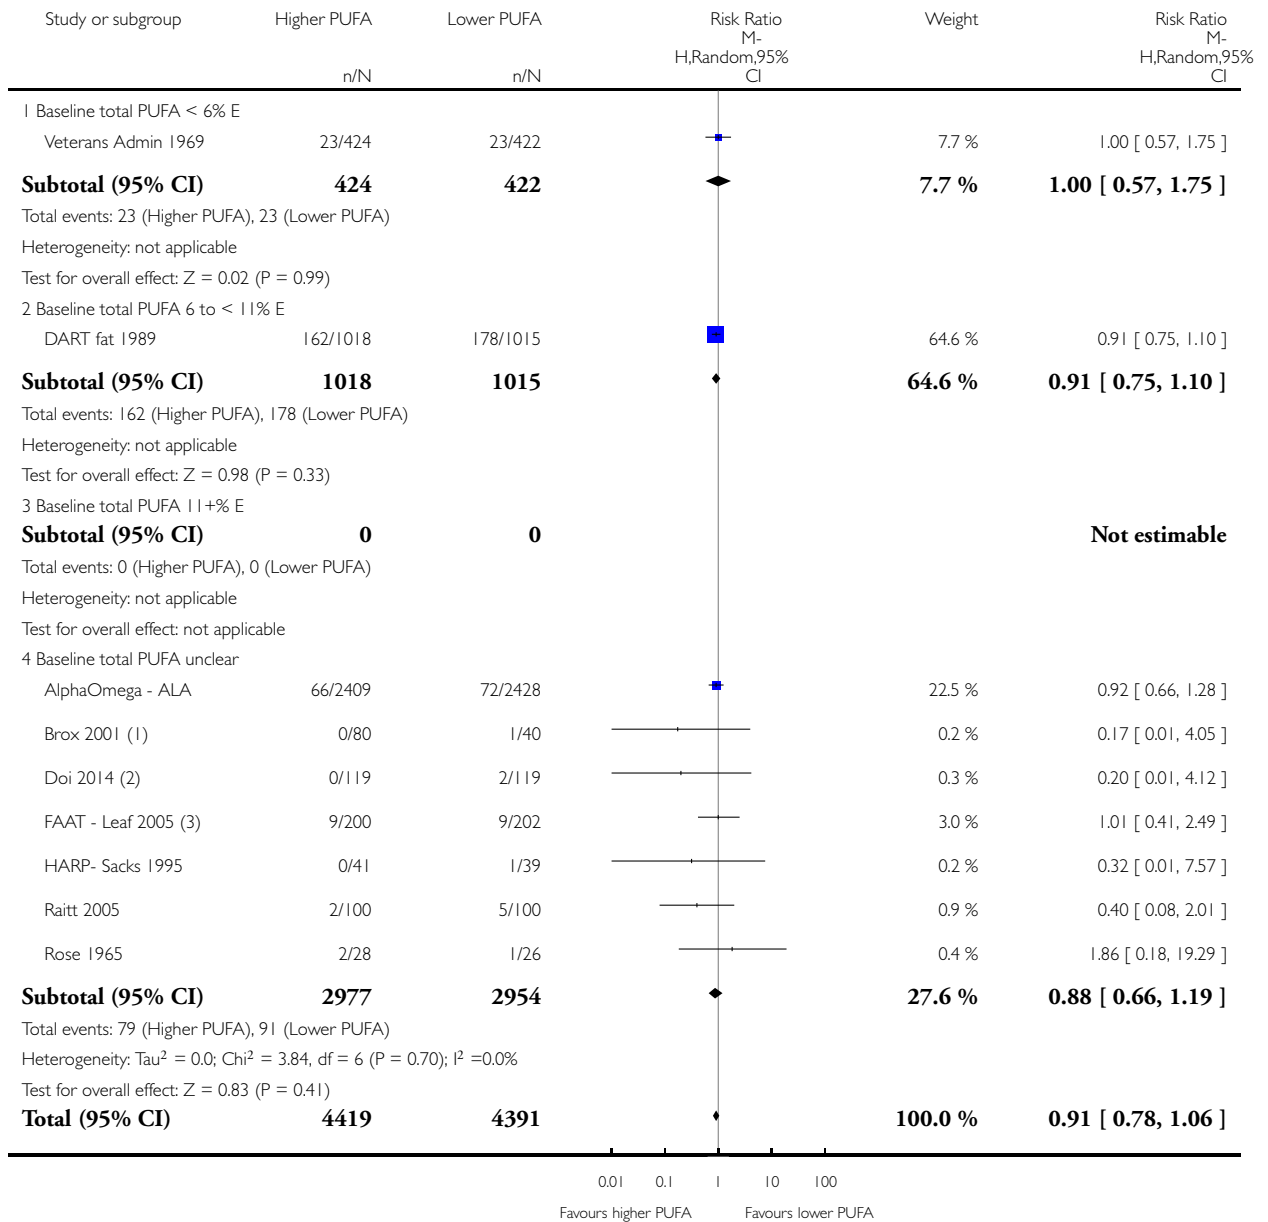 Study or subgroup Higher PUFA Lower PUFA Risk Ratio Weight Risk Ratio
M- M-
H,Random,95% H,Random,95%
n/N n/N CI CI
1 Baseline total PUFA < 6% E
Veterans Admin 1969 23/424 23/422 7.7 % 1.00 [ 0.57, 1.75 ]
Subtotal (95% CI) 424 422 7.7 % 1.00 [ 0.57, 1.75 ]
Total events: 23 (Higher PUFA), 23 (Lower PUFA)
Heterogeneity: not applicable
Test for overall effect: Z = 0.02 (P = 0.99)
2 Baseline total PUFA 6 to < 11% E
DART fat 1989 162/1018 178/1015 64.6 % 0.91 [ 0.75, 1.10 ]
Subtotal (95% CI) 1018 1015 64.6 % 0.91 [ 0.75, 1.10 ]
Total events: 162 (Higher PUFA), 178 (Lower PUFA)
Heterogeneity: not applicable
Test for overall effect: Z = 0.98 (P = 0.33)
3 Baseline total PUFA 11+% E
Subtotal (95% CI) 0 0 Not estimable
Total events: 0 (Higher PUFA), 0 (Lower PUFA)
Heterogeneity: not applicable
Test for overall effect: not applicable
4 Baseline total PUFA unclear
AlphaOmega - ALA 66/2409 72/2428 22.5 % 0.92 [ 0.66, 1.28 ]
Brox 2001 (1) 0/80 1/40 0.2 % 0.17 [ 0.01, 4.05 ]
Doi 2014 (2) 0/119 2/119 0.3 % 0.20 [ 0.01, 4.12 ]
FAAT - Leaf 2005 (3) 9/200 9/202 3.0 % 1.01 [ 0.41, 2.49 ]
HARP- Sacks 1995 0/41 1/39 0.2 % 0.32 [ 0.01, 7.57 ]
Raitt 2005 2/100 5/100 0.9 % 0.40 [ 0.08, 2.01 ]
Rose 1965 2/28 1/26 0.4 % 1.86 [ 0.18, 19.29 ]
Subtotal (95% CI) 2977 2954 27.6 % 0.88 [ 0.66, 1.19 ]
Total events: 79 (Higher PUFA), 91 (Lower PUFA)
Heterogeneity: Tau² = 0.0; Chi² = 3.84, df = 6 (P = 0.70); I² =0.0%
Test for overall effect: Z = 0.83 (P = 0.41)
Total (95% CI) 4419 4391 100.0 % 0.91 [ 0.78, 1.06 ]
0.01 0.1 1 10 100
Favours higher PUFA Favours lower PUFA